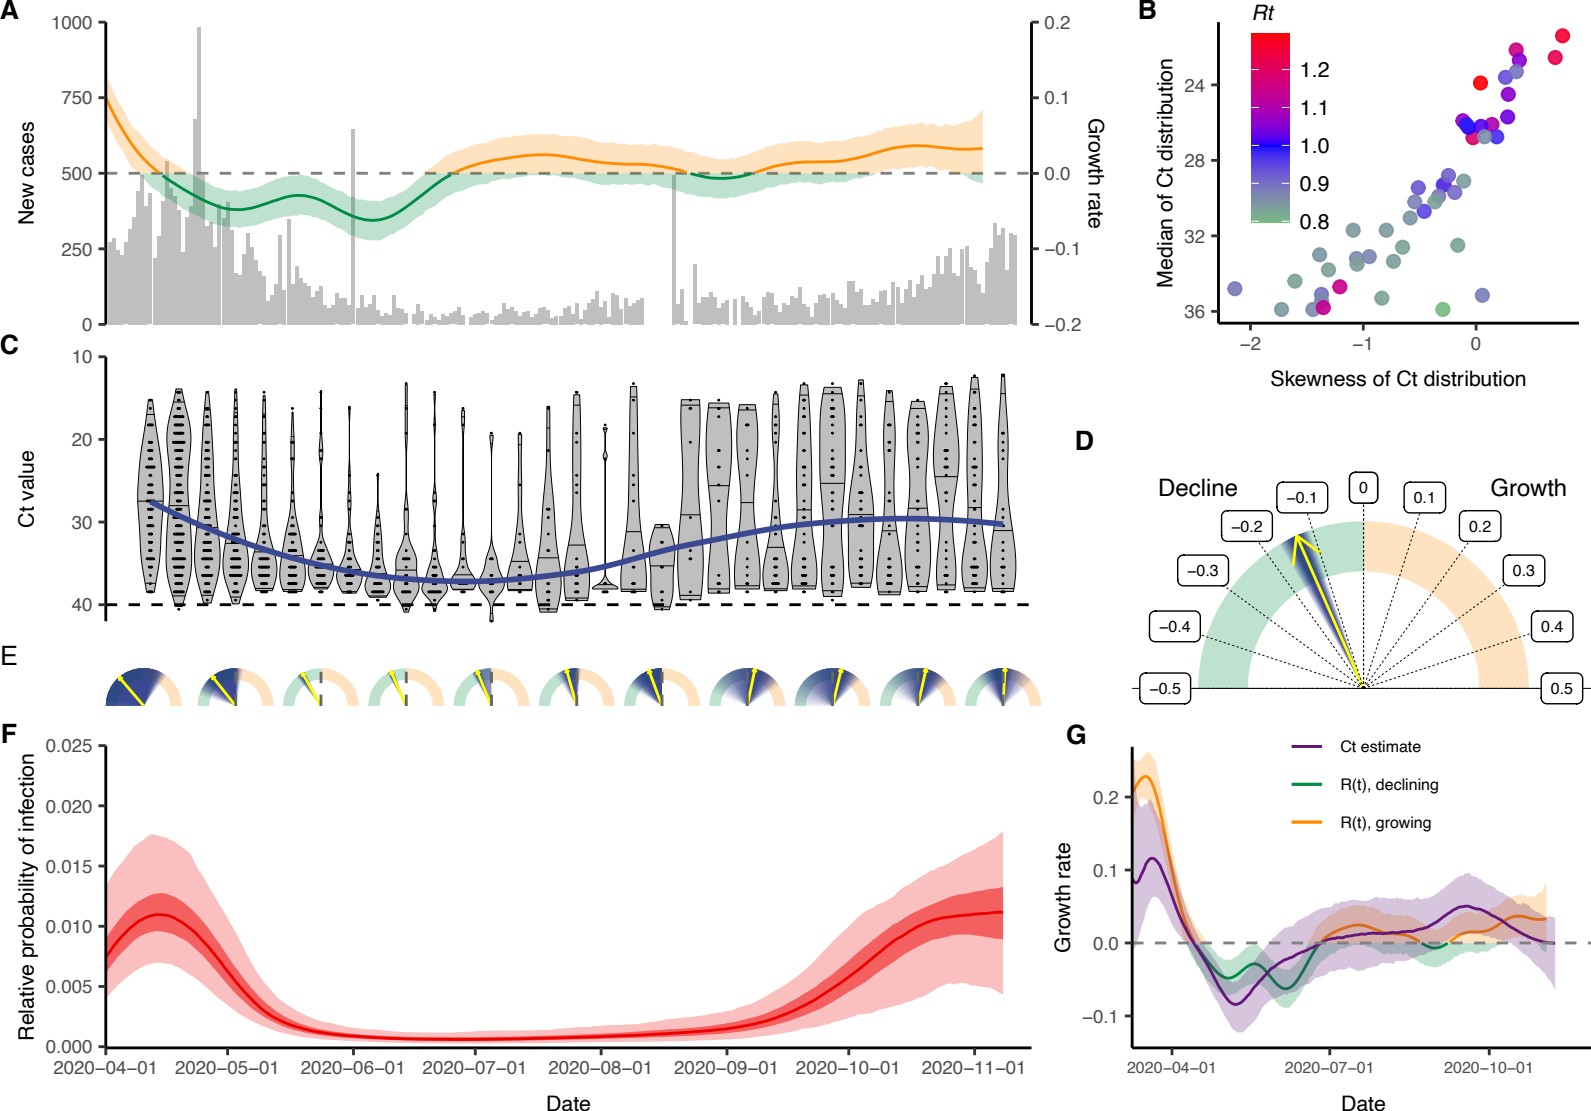 A
1000
750
500
250
0
New cases
0.2
0.1
0.0
−0.1
−0.2
Growth rate
B
Rt
1.2
1.1
1.0
0.9
0.8
24
28
32
36
Median of Ct distribution
−2
−1
0
Skewness of Ct distribution
C
10
20
30
40
Ct value
D
Decline
Growth
−0.5
−0.4
−0.3
−0.2
−0.1
0
0.1
0.2
0.3
0.4
0.5
E
F
0.025
0.020
0.015
0.010
0.005
0.000
Relative probability of infection
2020−04−01
2020−05−01
2020−06−01
2020−07−01
2020−08−01
2020−09−01
2020−10−01
2020−11−01
Date
G
Ct estimate
R(t), declining
R(t), growing
0.2
0.1
0.0
−0.1
Growth rate
2020−04−01
2020−07−01
2020−10−01
Date